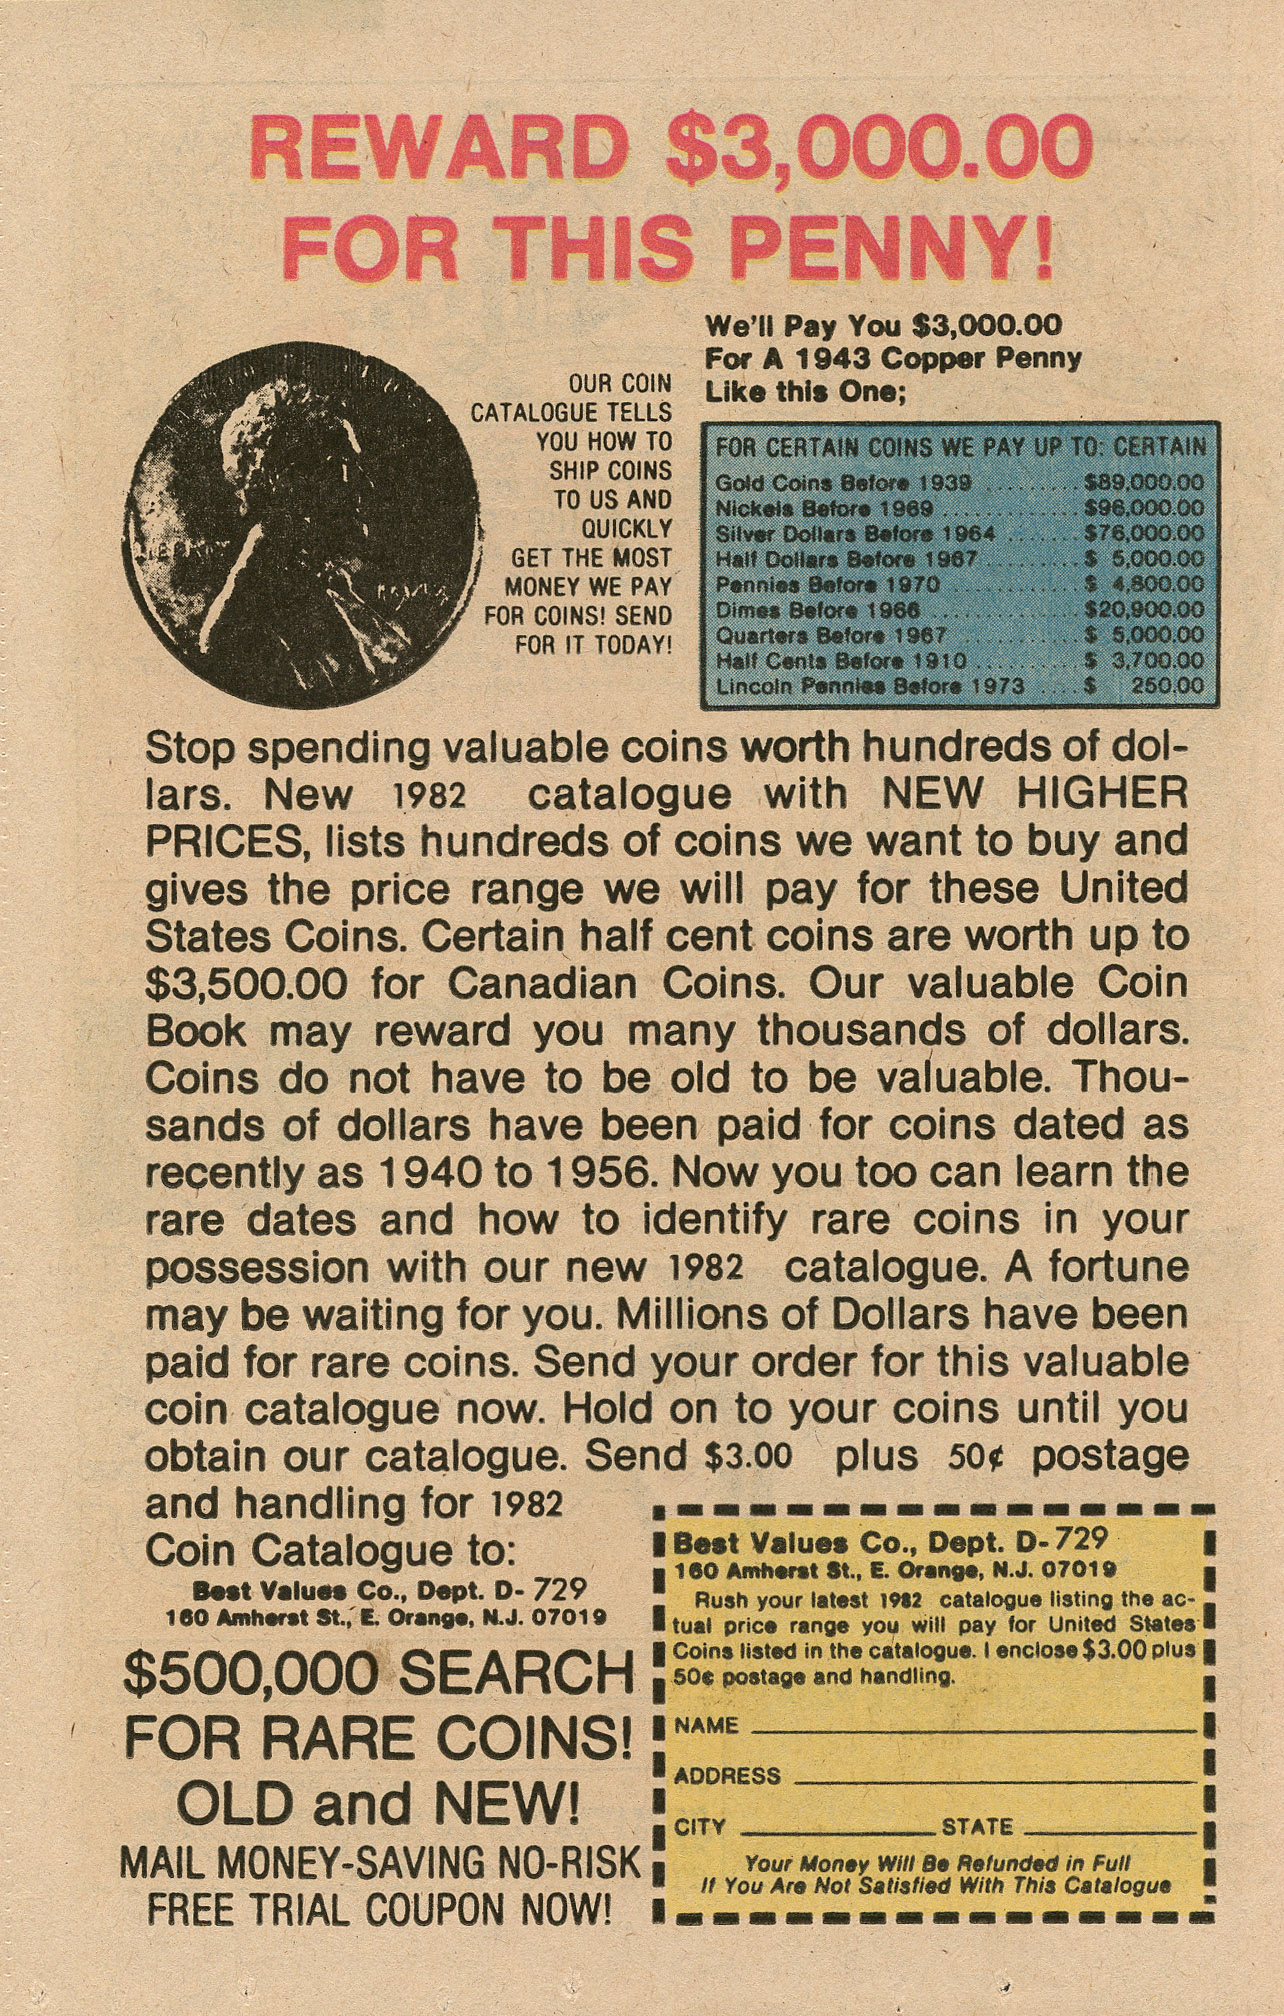 REWARD $3,000.00
FOR THIS PENNY!
We'll Pay You $3,000.00
For A 1943 Copper Penny
Like this One;
LIBERTY
1943
OUR COIN
CATALOGUE TELLS
YOU HOW TO
SHIP COINS
TO US AND
QUICKLY
GET THE MOST
MONEY WE PAY
FOR COINS! SEND
FOR IT TODAY!
FOR CERTAIN COINS WE PAY UP TO: CERTAIN
Gold Coins Before 1939 ......... $89,000.00
Nickels Before 1969 ............. $96,000.00
Silver Dollars Before 1964 ....... $76,000.00
Half Dollars Before 1967 ......... $ 5,000.00
Pennies Before 1970 ............. $ 4,800.00
Dimes Before 1966 ............... $20,900.00
Quarters Before 1967 ............ $ 5,000.00
Half Cents Before 1910 .......... $ 3,700.00
Lincoln Pennies Before 1973 .... $ 250.00
Stop spending valuable coins worth hundreds of dol-
lars. New 1982 catalogue with NEW HIGHER
PRICES, lists hundreds of coins we want to buy and
gives the price range we will pay for these United
States Coins. Certain half cent coins are worth up to
$3,500.00 for Canadian Coins. Our valuable Coin
Book may reward you many thousands of dollars.
Coins do not have to be old to be valuable. Thou-
sands of dollars have been paid for coins dated as
recently as 1940 to 1956. Now you too can learn the
rare dates and how to identify rare coins in your
possession with our new 1982 catalogue. A fortune
may be waiting for you. Millions of Dollars have been
paid for rare coins. Send your order for this valuable
coin catalogue now. Hold on to your coins until you
obtain our catalogue. Send $3.00 plus 50¢ postage
and handling for 1982
Coin Catalogue to:
Best Values Co., Dept. D- 729
160 Amherst St., E. Orange, N.J. 07019
$500,000 SEARCH
FOR RARE COINS!
OLD and NEW!
MAIL MONEY-SAVING NO-RISK
FREE TRIAL COUPON NOW!
Best Values Co., Dept. D-729
160 Amherst St., E. Orange, N.J. 07019
Rush your latest 1982 catalogue listing the ac-
tual price range you will pay for United States
Coins listed in the catalogue. I enclose $3.00 plus
50¢ postage and handling.
NAME
ADDRESS
CITY STATE
Your Money Will Be Refunded in Full
If You Are Not Satisfied With This Catalogue